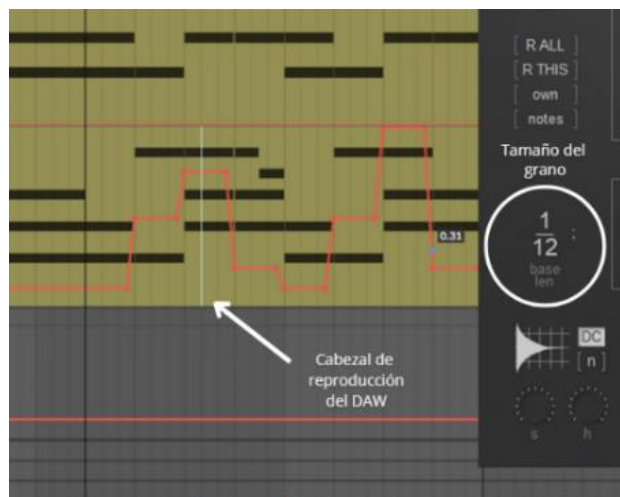 [ R ALL ]
[ R THIS ]
[ own ]
[ notes ]
Tamaño del
grano
1
12 :
base
len
0.31
DC
[ n ]
s h
Cabezal de
reproducción
del DAW